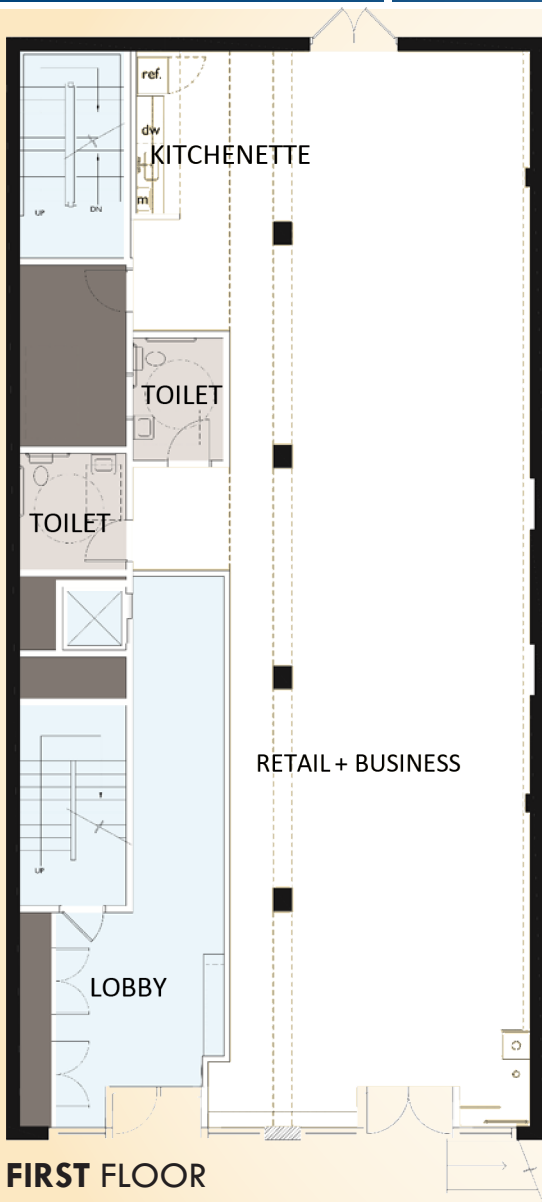 ref.
dw
KITCHENETTE
m
UP
DN
TOILET
TOILET
RETAIL + BUSINESS
UP
LOBBY
FIRST FLOOR